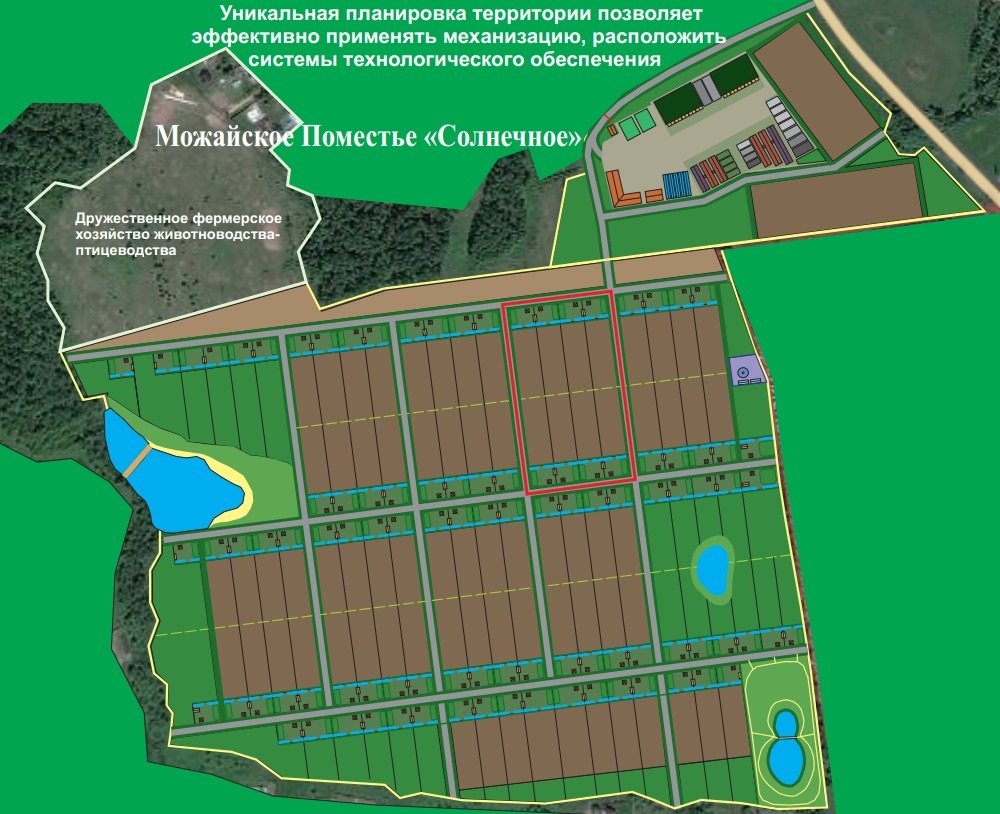 Уникальная планировка территории позволяет
эффективно применять механизацию, расположить
системы технологического обеспечения
Можайское Поместье «Солнечное»
Дружественное фермерское
хозяйство животноводства-
птицеводства